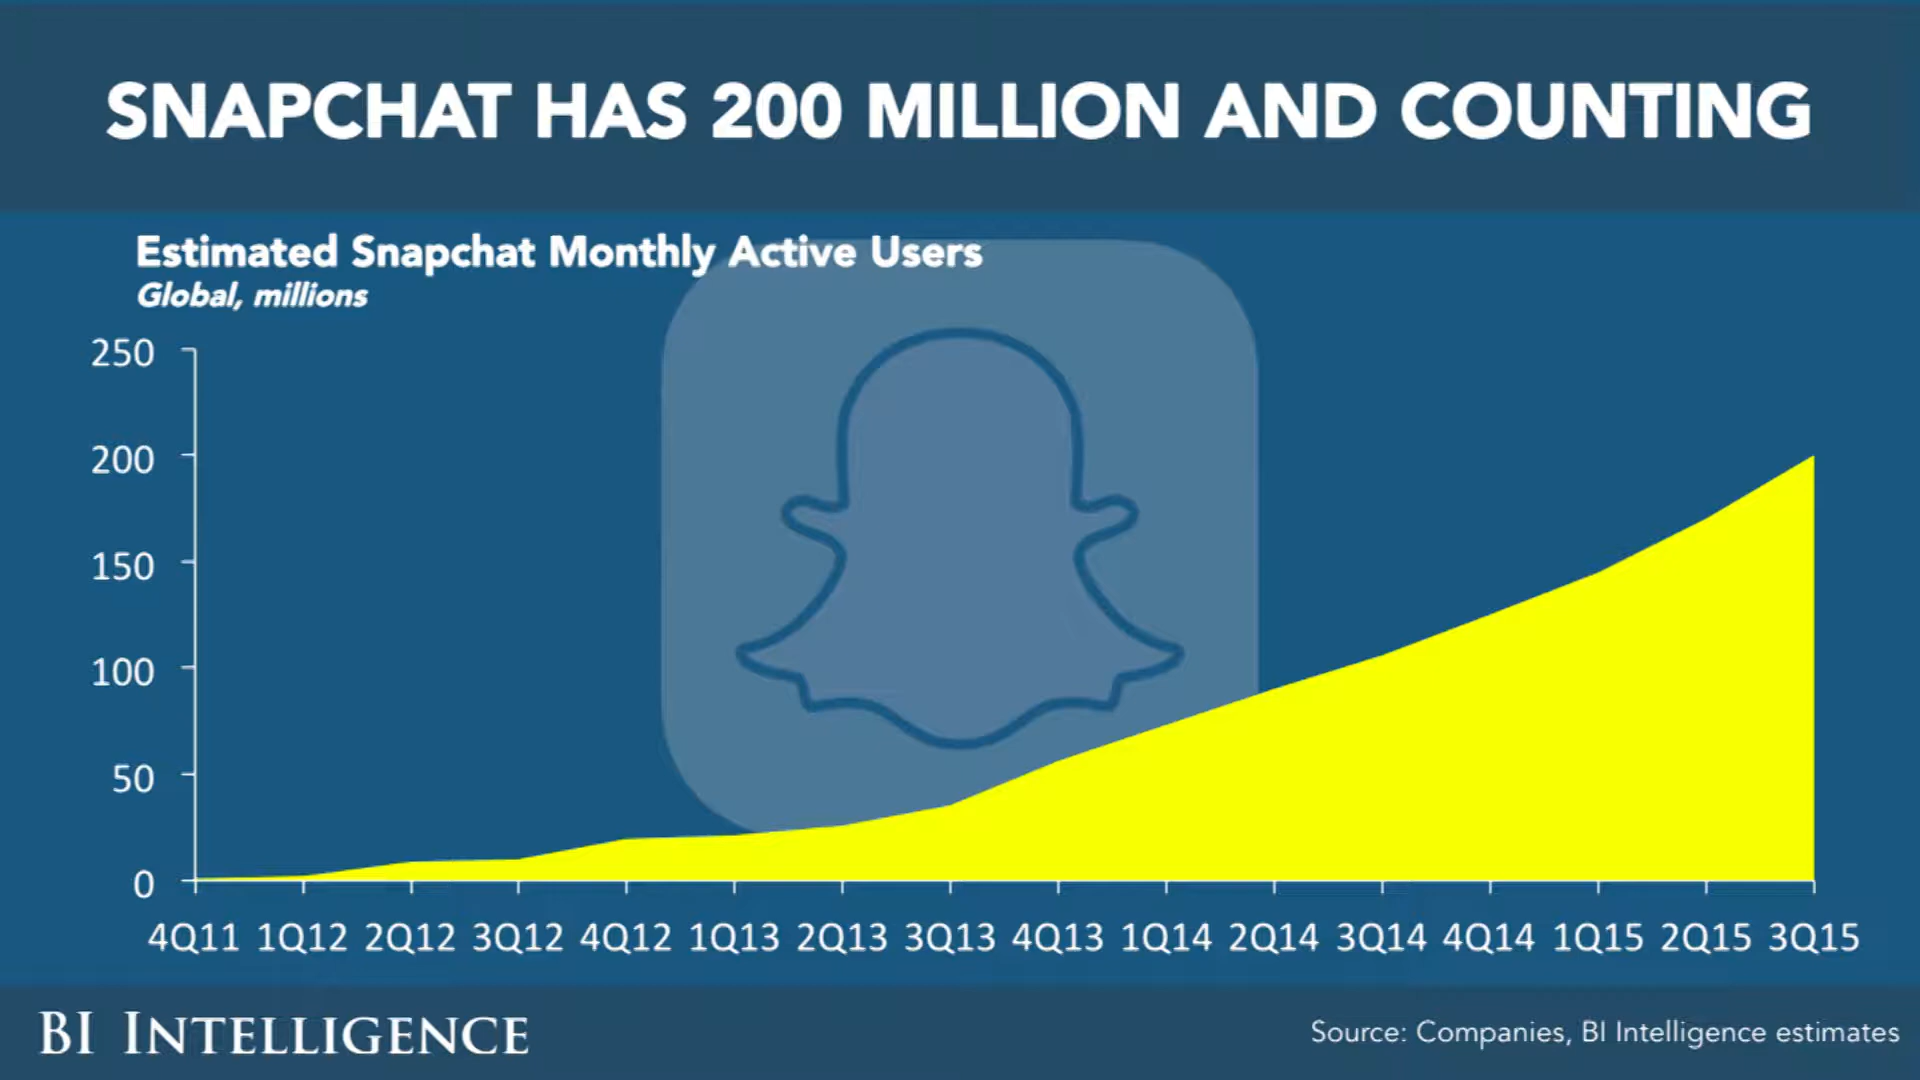 SNAPCHAT HAS 200 MILLION AND COUNTING
Estimated Snapchat Monthly Active Users
Global, millions
250
200
150
100
50
0
4Q11 1Q12 2Q12 3Q12 4Q12 1Q13 2Q13 3Q13 4Q13 1Q14 2Q14 3Q14 4Q14 1Q15 2Q15 3Q15
BI INTELLIGENCE
Source: Companies, BI Intelligence estimates